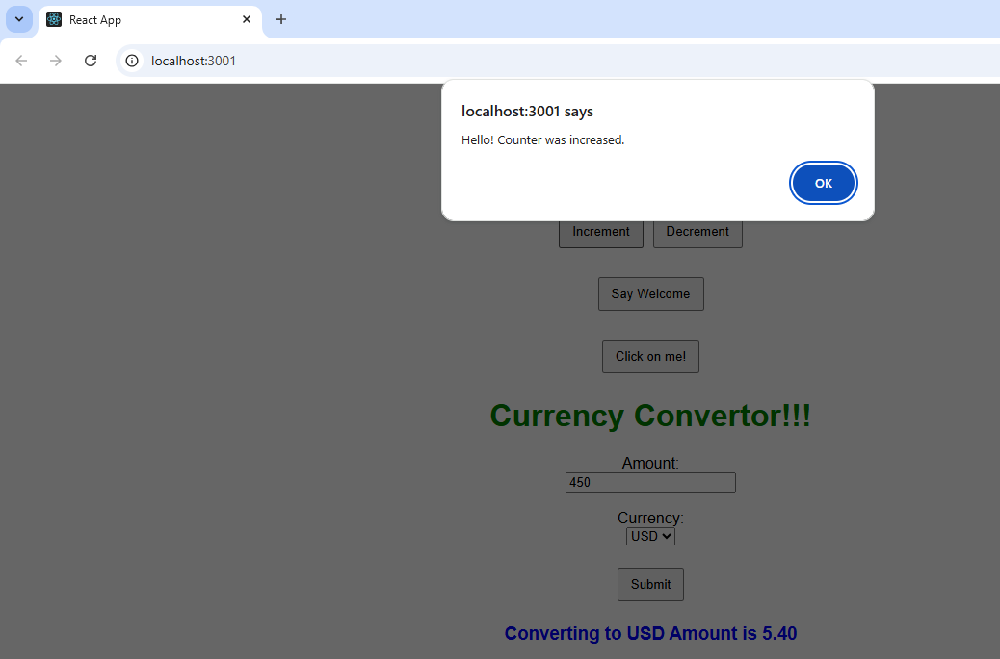 React App
localhost:3001
localhost:3001 says
Hello! Counter was increased.
OK
Increment Decrement
Say Welcome
Click on me!
Currency Convertor!!!
Amount:
450
Currency:
USD
Submit
Converting to USD Amount is 5.40